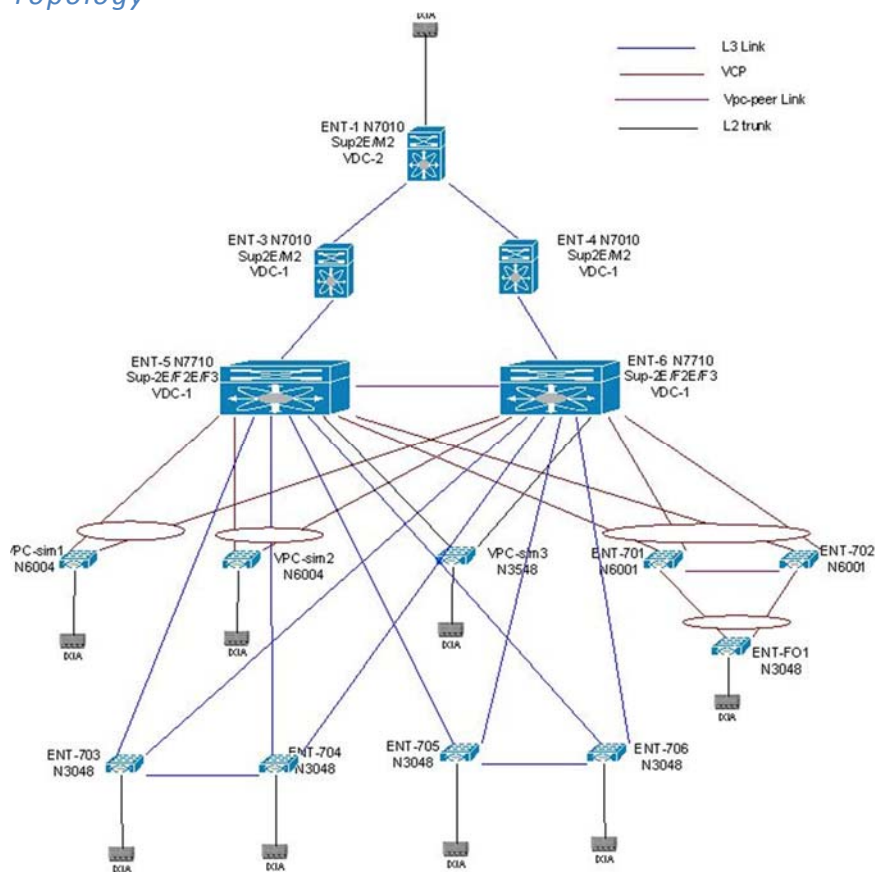 Topology
IXIA
L3 Link
VCP
Vpc-peer Link
L2 trunk
ENT-1 N7010
Sup2E/M2
VDC-2
ENT-3 N7010
Sup2E/M2
VDC-1
ENT-4 N7010
Sup2E/M2
VDC-1
ENT-5 N7710
Sup-2E/F2E/F3
VDC-1
ENT-6 N7710
Sup-2E/F2E/F3
VDC-1
VPC-sim1
N6004
VPC-sim2
N6004
VPC-sim3
N3548
ENT-701
N6001
ENT-702
N6001
IXIA
IXIA
IXIA
ENT-FO1
N3048
IXIA
ENT-703
N3048
ENT-704
N3048
ENT-705
N3048
ENT-706
N3048
IXIA
IXIA
IXIA
IXIA